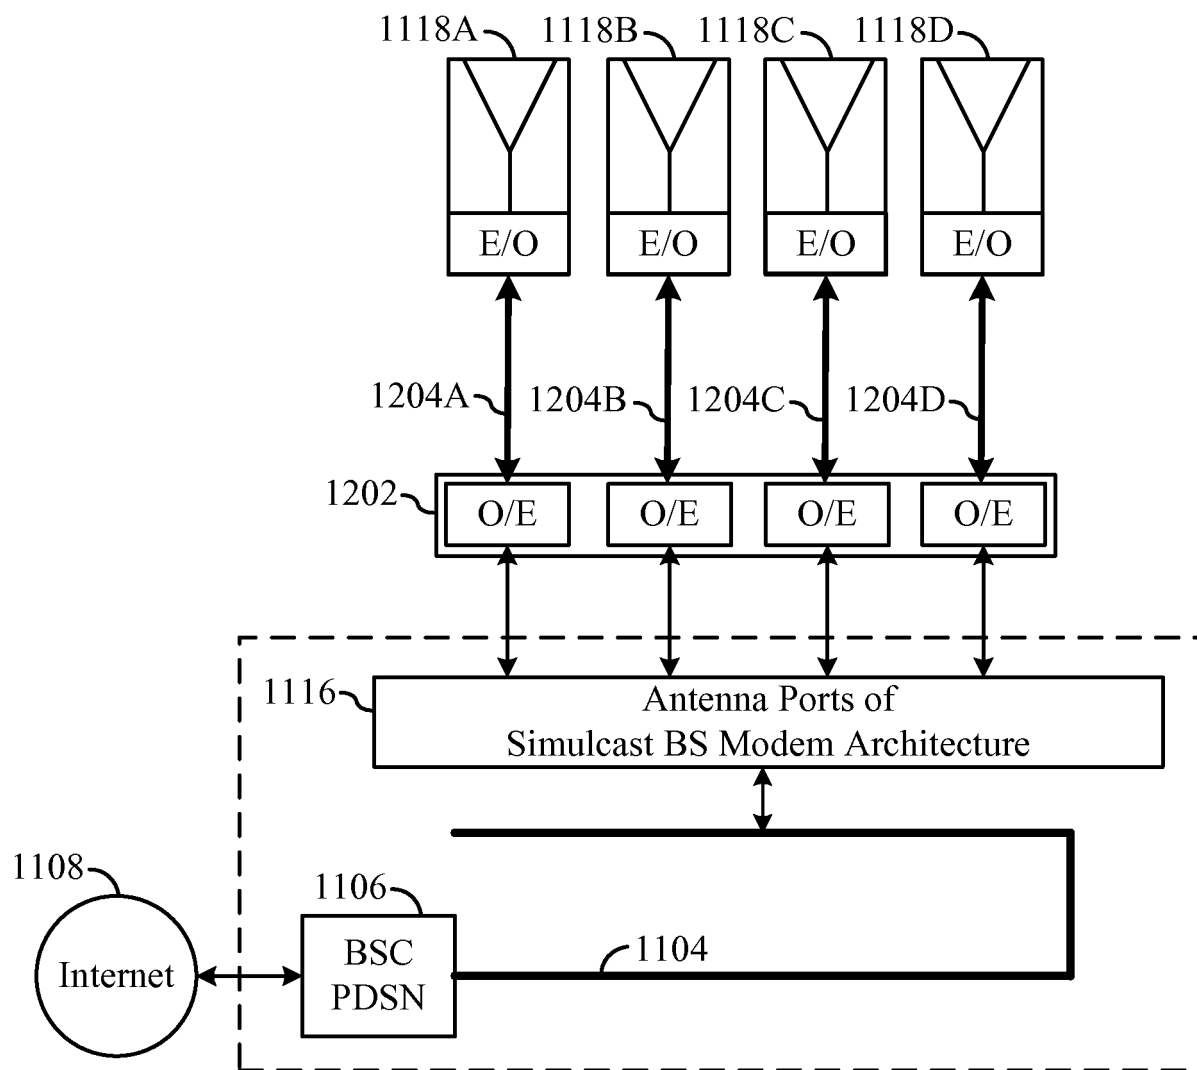 1118A
1118B
1118C
1118D
E/O
E/O
E/O
E/O
1204A
1204B
1204C
1204D
1202
O/E
O/E
O/E
O/E
1116
Antenna Ports of
Simulcast BS Modem Architecture
1108
1106
Internet
BSC
PDSN
1104